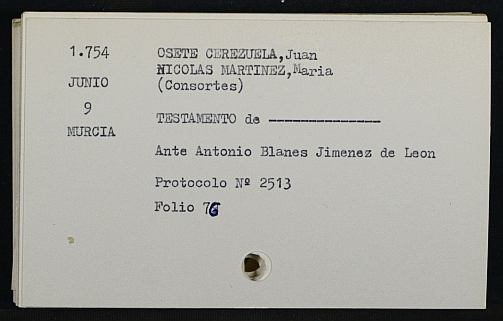 1.754 OSETE CEREZUELA,Juan
NICOLAS MARTINEZ,Maria
JUNIO (Consortes)
9
TESTAMENTO de --------------
MURCIA
Ante Antonio Blanes Jimenez de Leon
Protocolo Nº 2513
Folio 76